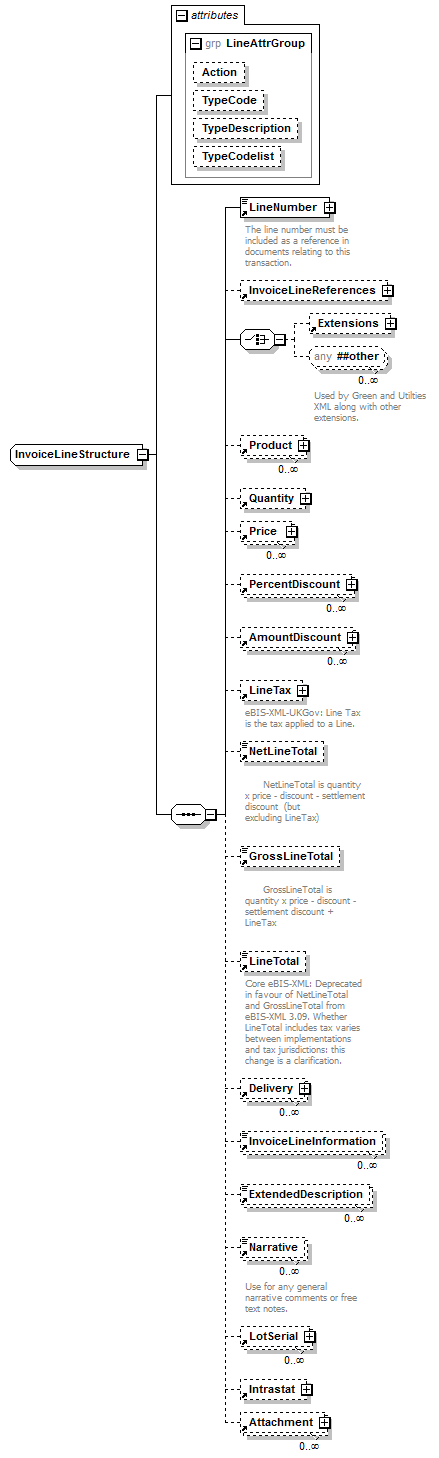 attributes
grp LineAttrGroup
Action
TypeCode
TypeDescription
TypeCodelist
LineNumber
The line number must be
included as a reference in
documents relating to this
transaction.
InvoiceLineReferences
Extensions
any ##other
0..∞
Used by Green and Utilties
XML along with other
extensions.
Product
0..∞
InvoiceLineStructure
Quantity
Price
0..∞
PercentDiscount
0..∞
AmountDiscount
0..∞
LineTax
eBIS-XML-UKGov: Line Tax
is the tax applied to a Line.
NetLineTotal
NetLineTotal is quantity
x price - discount - settlement
discount (but
excluding LineTax)
GrossLineTotal
GrossLineTotal is
quantity x price - discount -
settlement discount +
LineTax
LineTotal
Core eBIS-XML: Deprecated
in favour of NetLineTotal
and GrossLineTotal from
eBIS-XML 3.09. Whether
LineTotal includes tax varies
between implementations
and tax jurisdictions: this
change is a clarification.
Delivery
0..∞
InvoiceLineInformation
0..∞
ExtendedDescription
0..∞
Narrative
0..∞
Use for any general
narrative comments or free
text notes.
LotSerial
0..∞
Intrastat
Attachment
0..∞